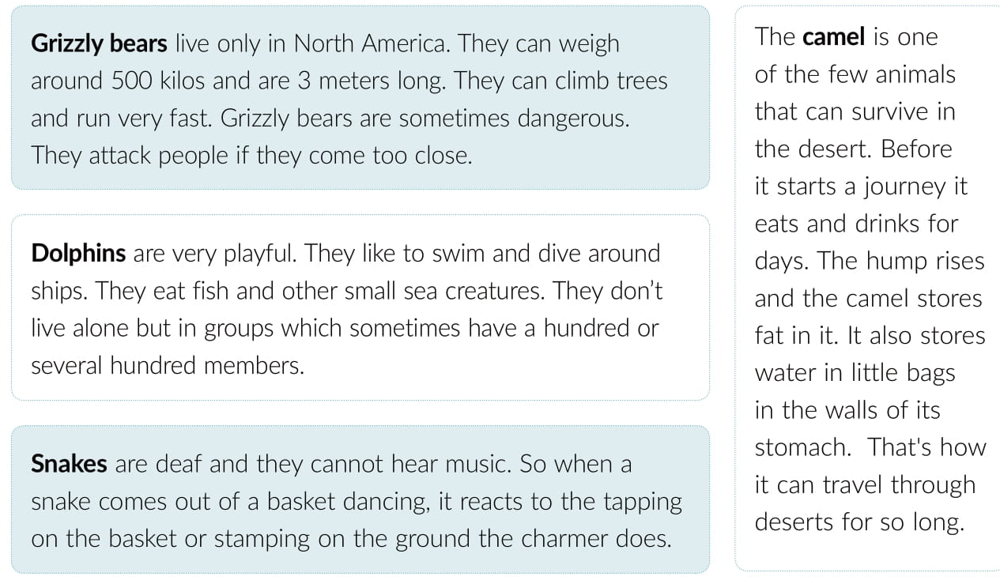 Grizzly bears live only in North America. They can weigh
around 500 kilos and are 3 meters long. They can climb trees
and run very fast. Grizzly bears are sometimes dangerous.
They attack people if they come too close.
Dolphins are very playful. They like to swim and dive around
ships. They eat fish and other small sea creatures. They don’t
live alone but in groups which sometimes have a hundred or
several hundred members.
Snakes are deaf and they cannot hear music. So when a
snake comes out of a basket dancing, it reacts to the tapping
on the basket or stamping on the ground the charmer does.
The camel is one
of the few animals
that can survive in
the desert. Before
it starts a journey it
eats and drinks for
days. The hump rises
and the camel stores
fat in it. It also stores
water in little bags
in the walls of its
stomach.  That's how
it can travel through
deserts for so long.